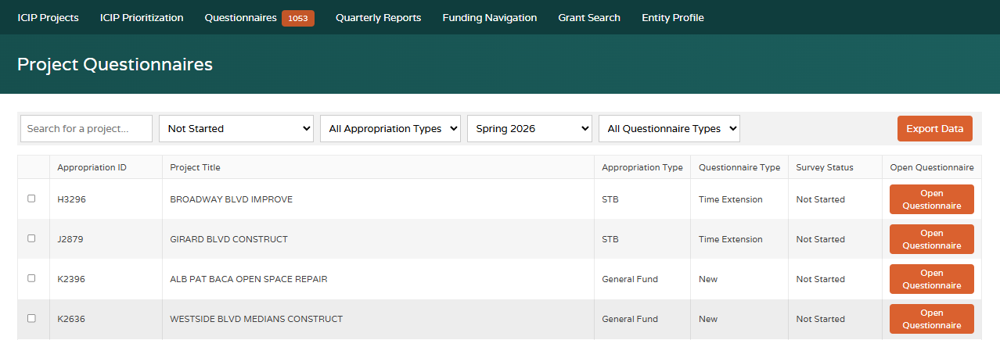 ICIP Projects ICIP Prioritization Questionnaires 1053 Quarterly Reports Funding Navigation Grant Search Entity Profile
Project Questionnaires
Search for a project... Not Started All Appropriation Types Spring 2026 All Questionnaire Types Export Data
Appropriation ID Project Title Appropriation Type Questionnaire Type Survey Status Open Questionnaire
H3296 BROADWAY BLVD IMPROVE STB Time Extension Not Started Open Questionnaire
J2879 GIRARD BLVD CONSTRUCT STB Time Extension Not Started Open Questionnaire
K2396 ALB PAT BACA OPEN SPACE REPAIR General Fund New Not Started Open Questionnaire
K2636 WESTSIDE BLVD MEDIANS CONSTRUCT General Fund New Not Started Open Questionnaire